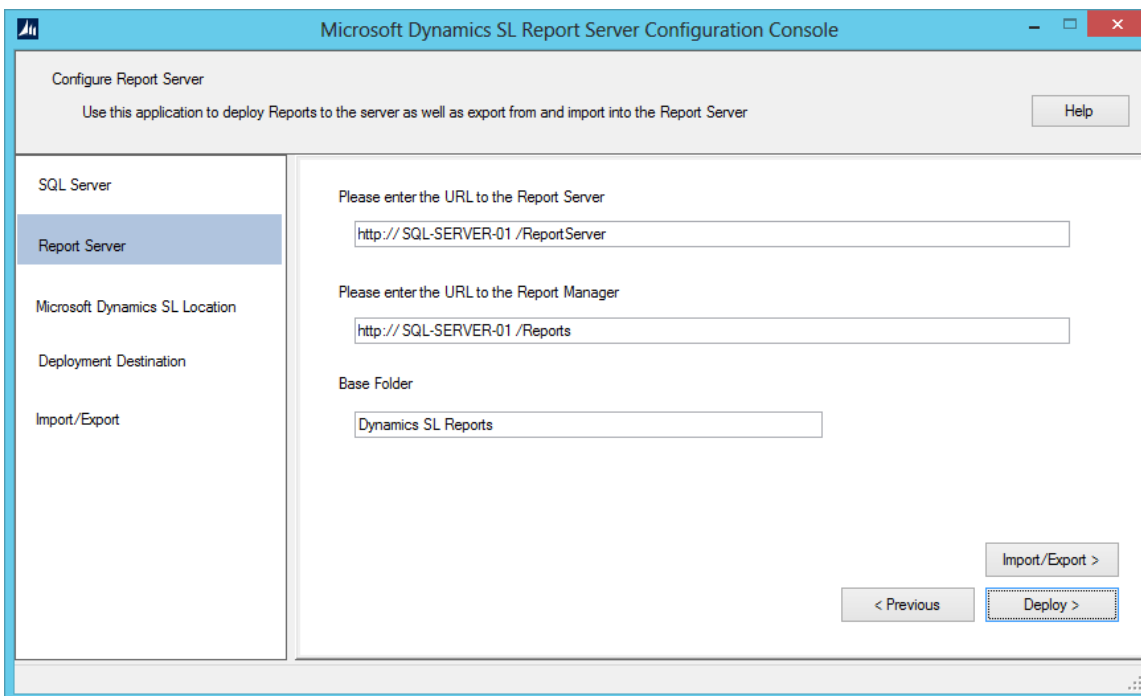 Microsoft Dynamics SL Report Server Configuration Console
Configure Report Server
Use this application to deploy Reports to the server as well as export from and import into the Report Server
Help
SQL Server
Report Server
Microsoft Dynamics SL Location
Deployment Destination
Import/Export
Please enter the URL to the Report Server
http:// SQL-SERVER-01 /ReportServer
Please enter the URL to the Report Manager
http:// SQL-SERVER-01 /Reports
Base Folder
Dynamics SL Reports
Import/Export >
< Previous
Deploy >